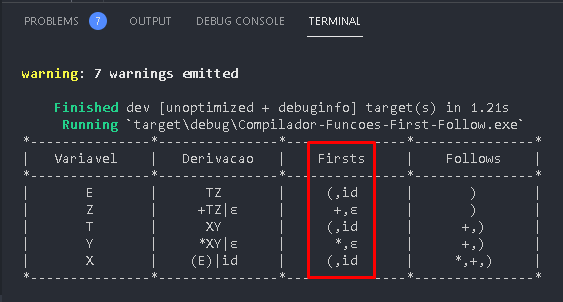 PROBLEMS 7 OUTPUT DEBUG CONSOLE TERMINAL
warning: 7 warnings emitted
Finished dev [unoptimized + debuginfo] target(s) in 1.21s
Running `target\debug\Compilador-Funcoes-First-Follow.exe`
*---------------*---------------*---------------*---------------*
| Variavel | Derivacao | Firsts | Follows |
*---------------*---------------*---------------*---------------*
| E | TZ | (,id | ) |
| Z | +TZ|ε | +,ε | ) |
| T | XY | (,id | +,) |
| Y | *XY|ε | *,ε | +,) |
| X | (E)|id | (,id | *,+,) |
*---------------*---------------*---------------*---------------*